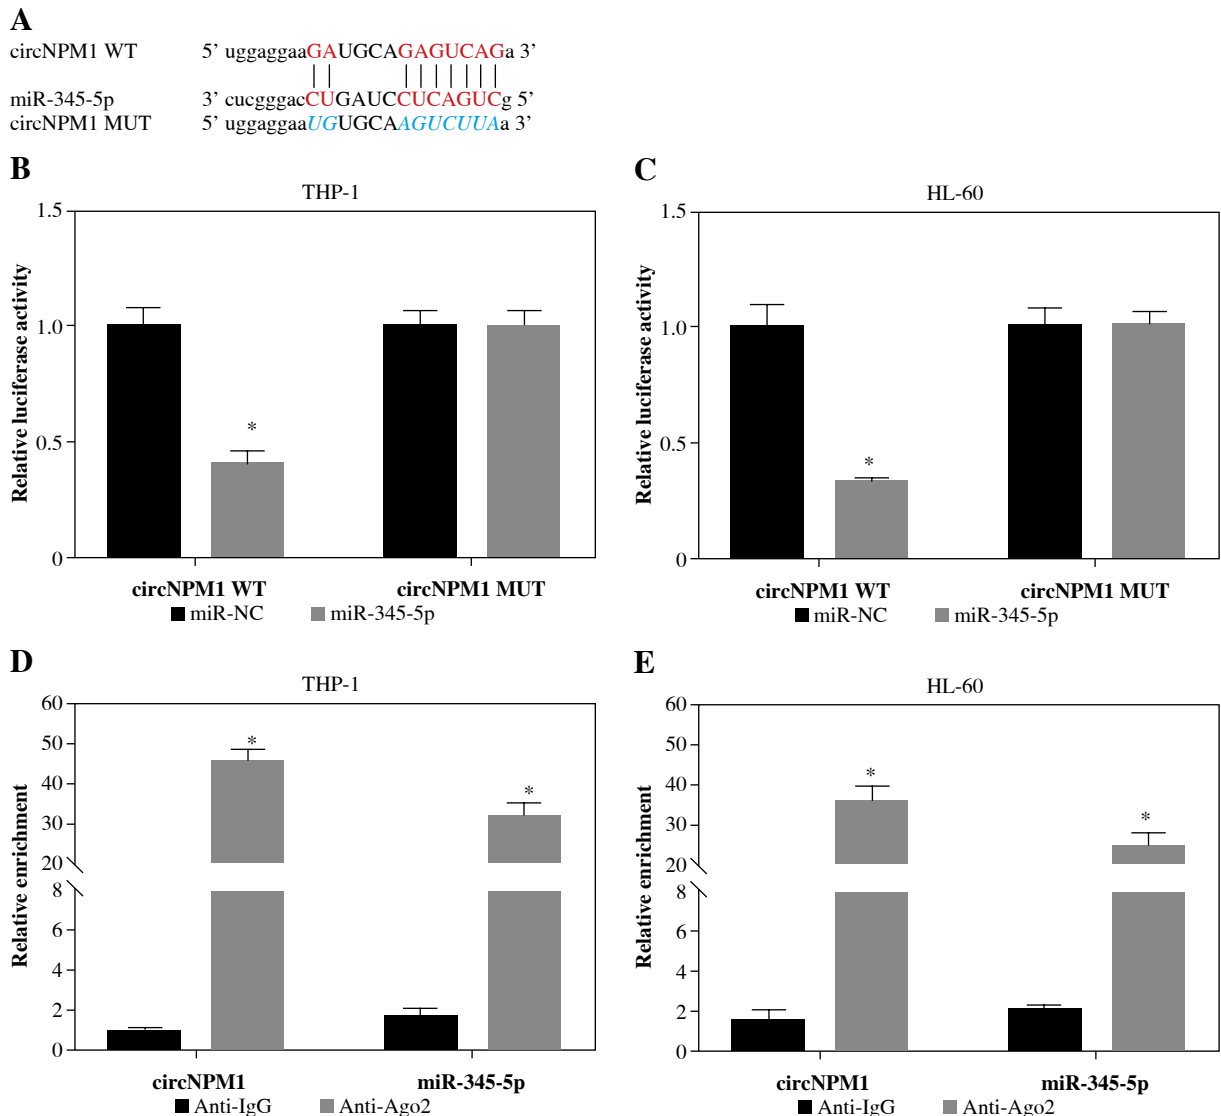 A
circNPM1 WT 5’ uggaggaaGAUGCAGAGUCAGa 3’
miR-345-5p 3’ cucgggacCUGAUCCUCAGUCg 5’
circNPM1 MUT 5’ uggaggaaUGUGCAAGUCUUAa 3’
B
THP-1
Relative luciferase activity
1.5
1.0
0.5
0
*
circNPM1 WT circNPM1 MUT
miR-NC miR-345-5p
C
HL-60
Relative luciferase activity
1.5
1.0
0.5
0
*
circNPM1 WT circNPM1 MUT
miR-NC miR-345-5p
D
THP-1
Relative enrichment
60
50
40
30
20
8
6
4
2
0
* *
circNPM1 miR-345-5p
Anti-IgG Anti-Ago2
E
HL-60
Relative enrichment
60
50
40
30
20
8
6
4
2
0
* *
circNPM1 miR-345-5p
Anti-IgG Anti-Ago2